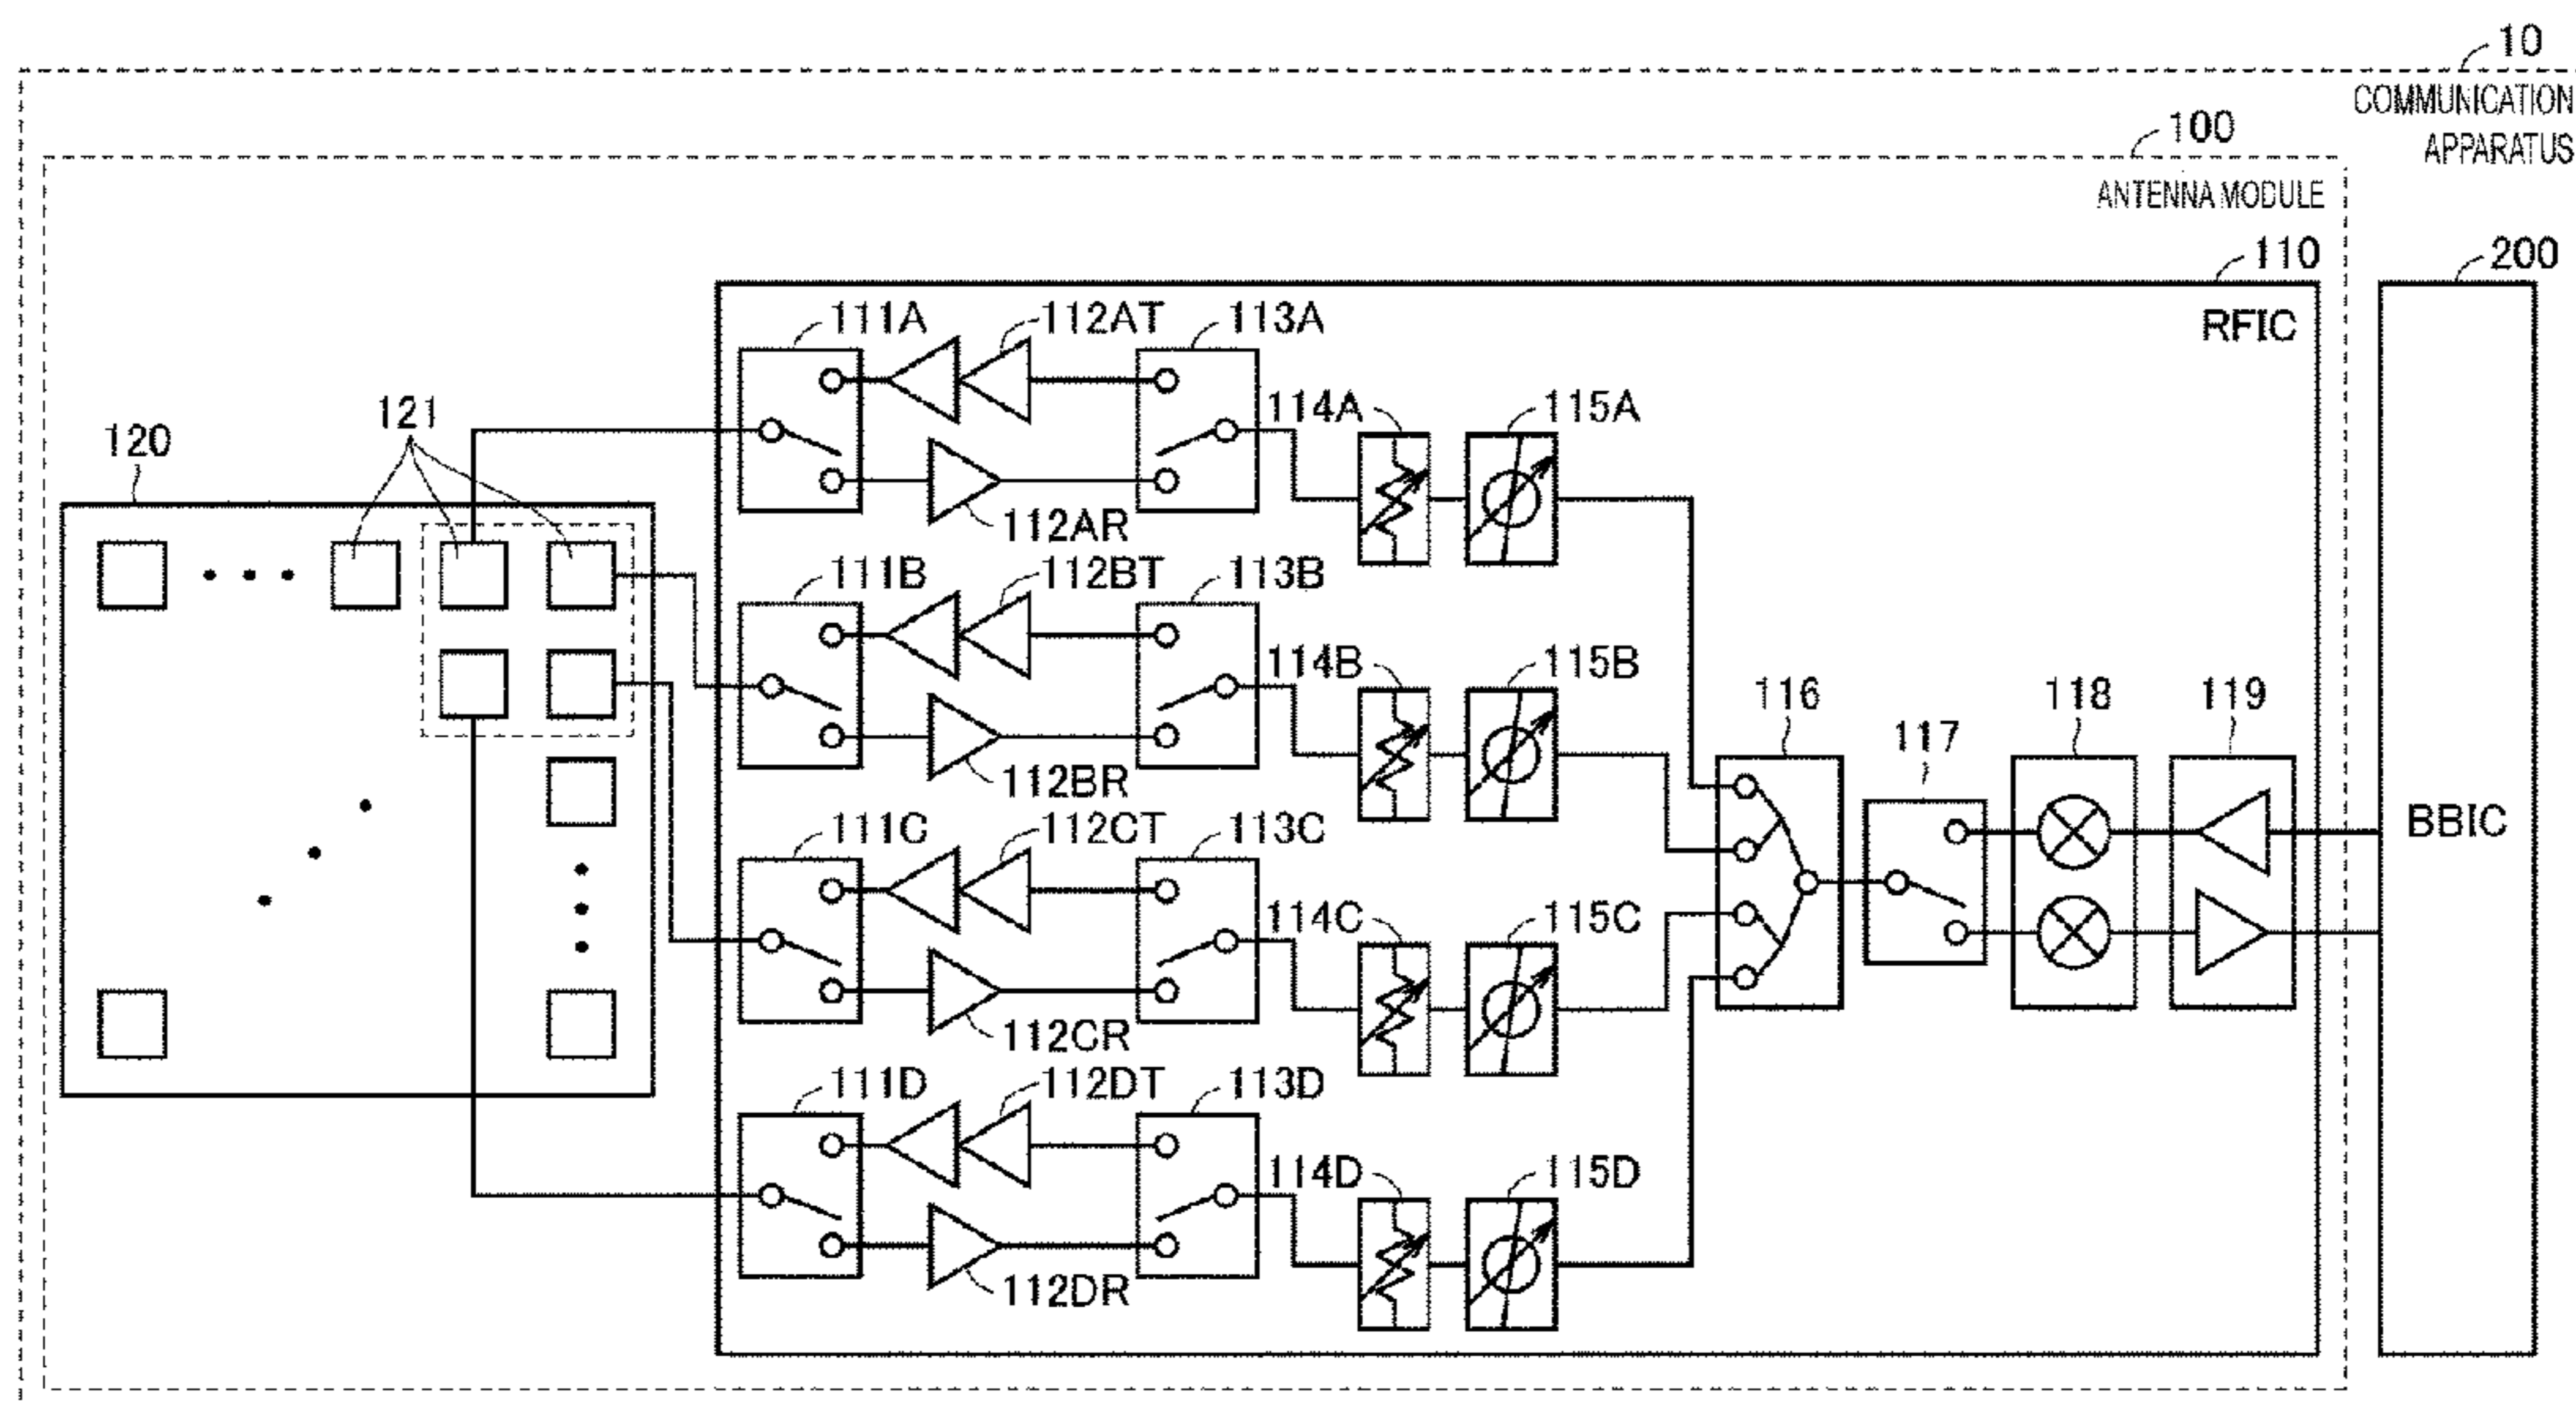 10
COMMUNICATION
APPARATUS
100
ANTENNA MODULE
110
200
RFIC
111A
112AT
113A
121
114A
115A
120
112AR
111B
112BT
113B
114B
115B
116
118
119
117
112BR
BBIC
111C
112CT
113C
114C
115C
112CR
111D
112DT
113D
114D
115D
112DR